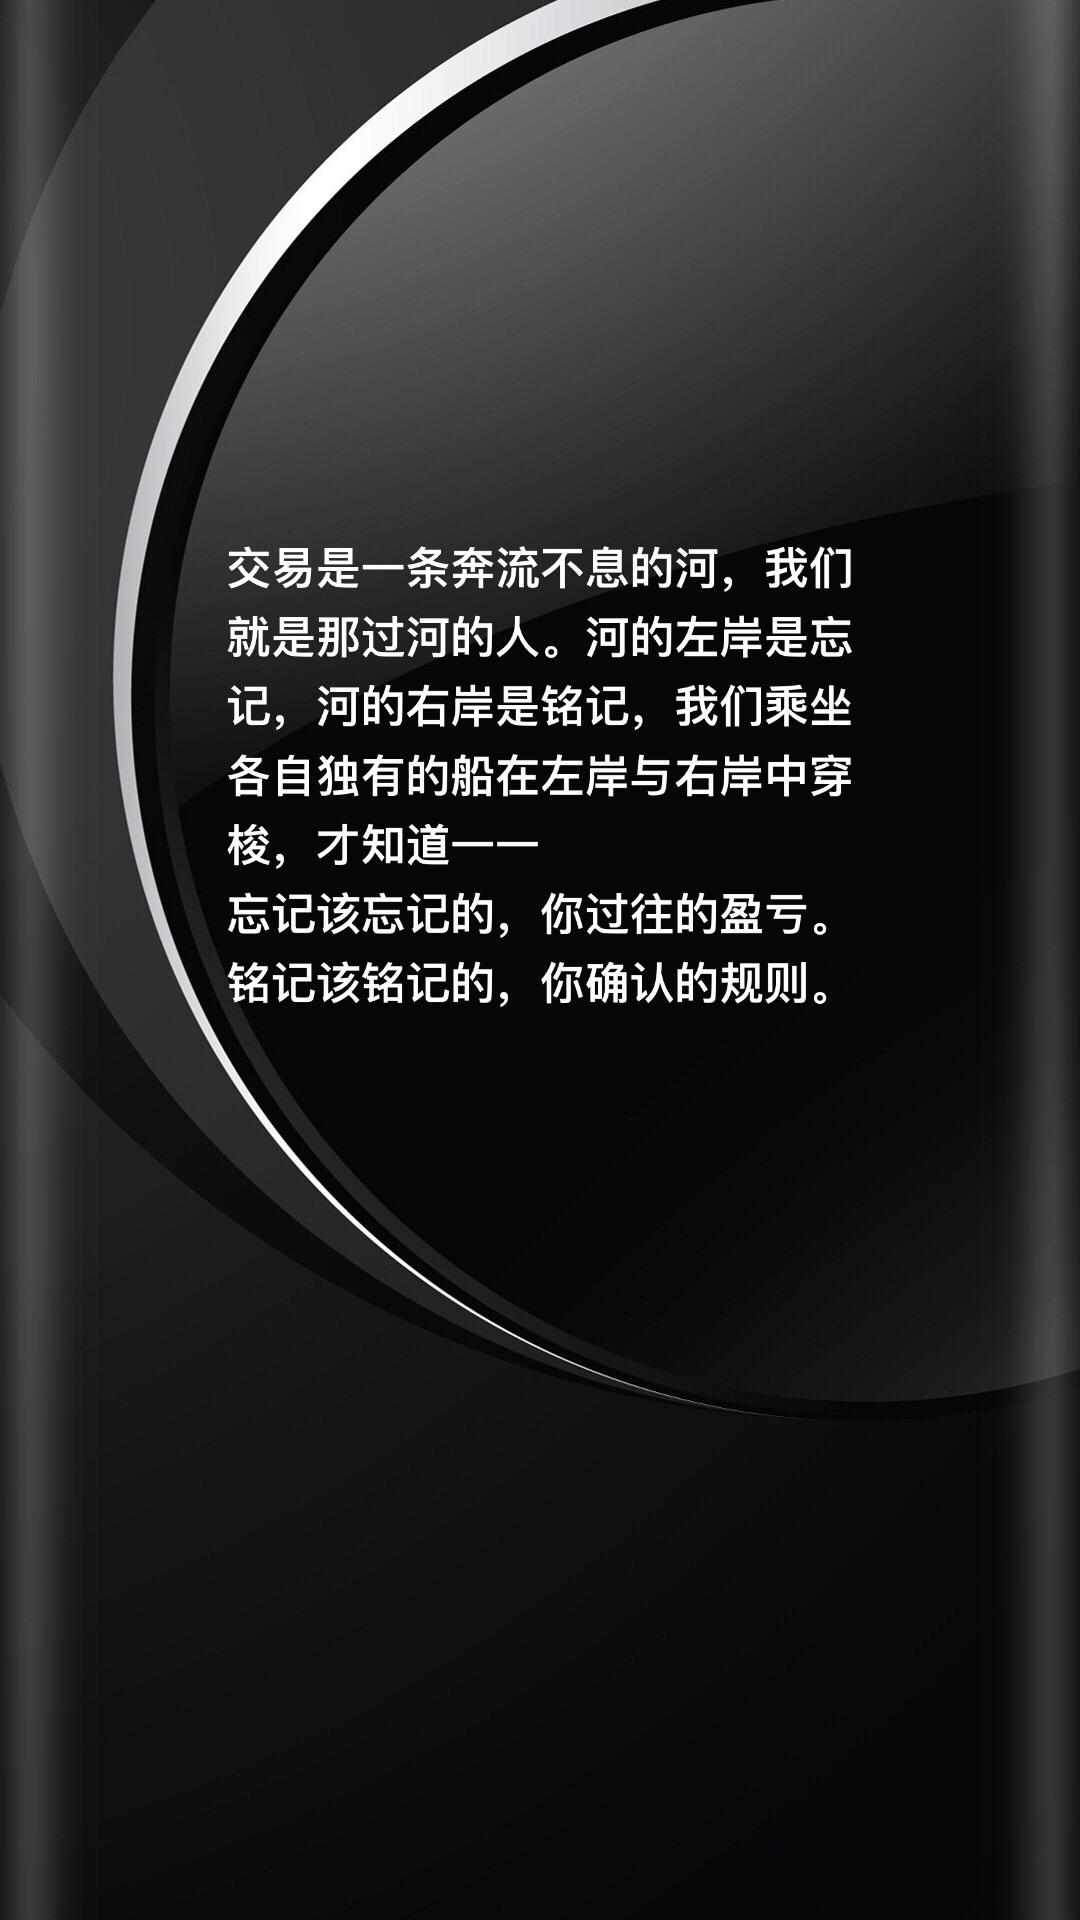 交易是一条奔流不息的河，我们
就是那过河的人。河的左岸是忘
记，河的右岸是铭记，我们乘坐
各自独有的船在左岸与右岸中穿
梭，才知道一一
忘记该忘记的，你过往的盈亏。
铭记该铭记的，你确认的规则。